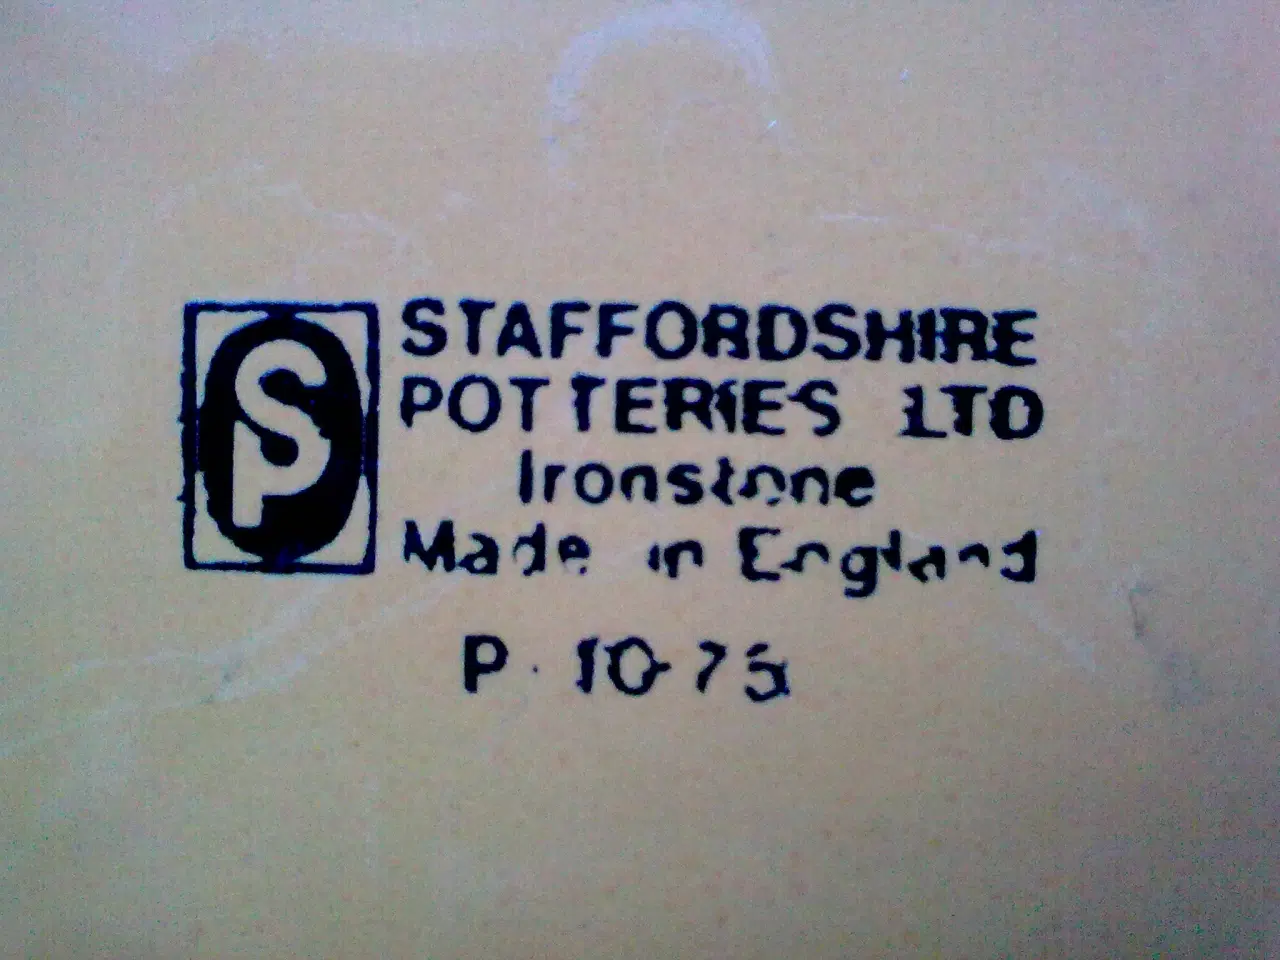 SP
STAFFORDSHIRE
POTTERIES LTD
Ironstone
Made in England
P. 10-75